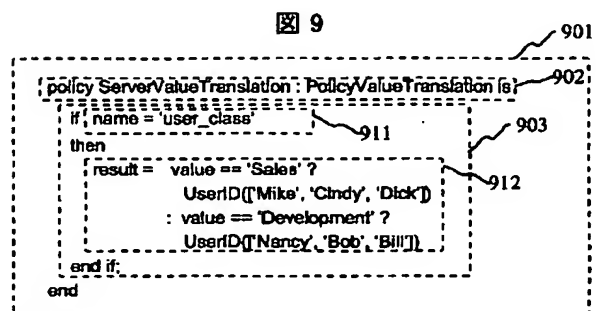 図 9
901
policy ServerValueTranslation : PolicyValueTranslation is
902
if name = 'user_class'
911
903
then
result = value == 'Sales' ?
912
UserID(['Mike', 'Cindy', 'Dick'])
: value == 'Development' ?
UserID(['Nancy', 'Bob', 'Bill'])
end if;
end